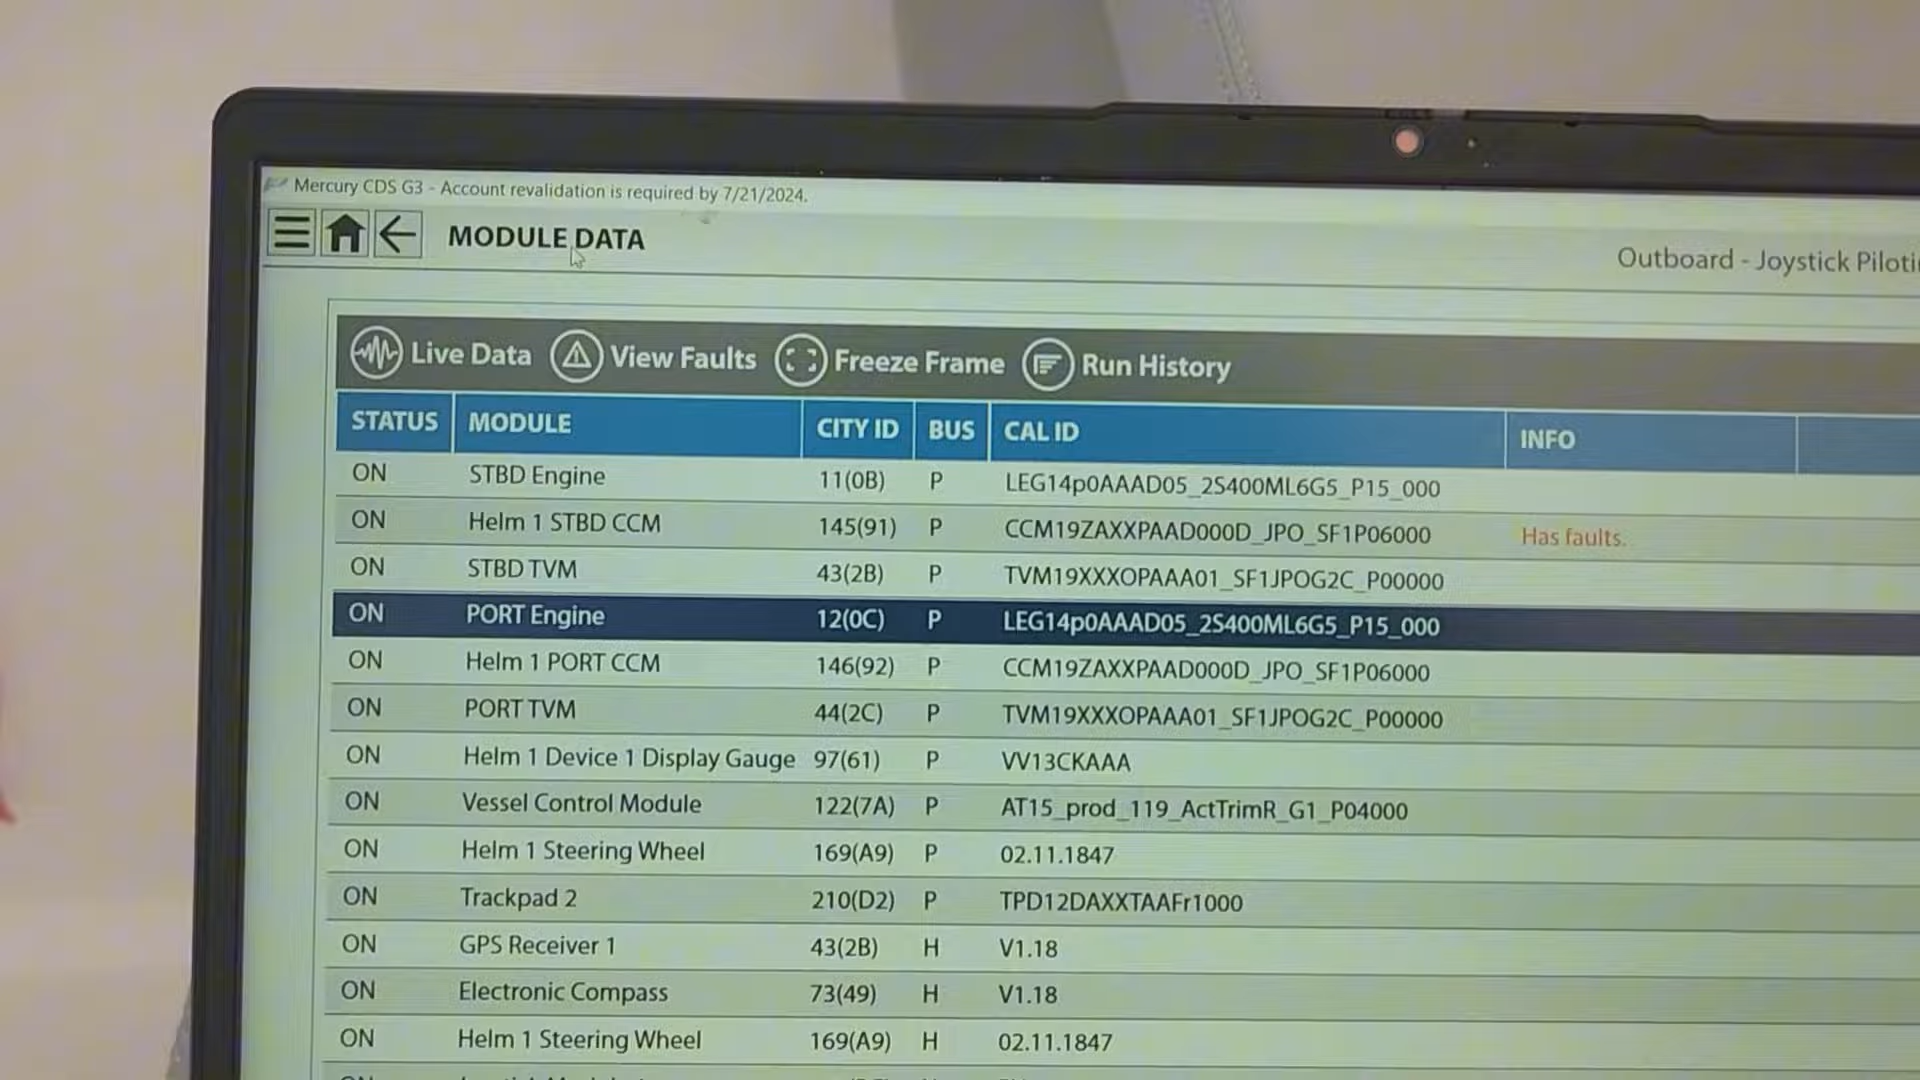 Mercury CDS G3 - Account revalidation is required by 7/21/2024.
MODULE DATA
Outboard - Joystick
Live Data View Faults Freeze Frame Run History
STATUS MODULE CITY ID BUS CAL ID INFO
ON STBD Engine 11(0B) P LEG14p0AAAD05_2S400ML6G5_P15_000
ON Helm 1 STBD CCM 145(91) P CCM19ZAXXPAAD000D_JPO_SF1P06000 Has faults.
ON STBD TVM 43(2B) P TVM19XXXOPAAA01_SF1JPOG2C_P00000
ON PORT Engine 12(0C) P LEG14p0AAAD05_2S400ML6G5_P15_000
ON Helm 1 PORT CCM 146(92) P CCM19ZAXXPAAD000D_JPO_SF1P06000
ON PORT TVM 44(2C) P TVM19XXXOPAAA01_SF1JPOG2C_P00000
ON Helm 1 Device 1 Display Gauge 97(61) P VV13CKAAA
ON Vessel Control Module 122(7A) P AT15_prod_119_ActTrimR_G1_P04000
ON Helm 1 Steering Wheel 169(A9) P 02.11.1847
ON Trackpad 2 210(D2) P TPD12DAXXTAAFr1000
ON GPS Receiver 1 43(2B) H V1.18
ON Electronic Compass 73(49) H V1.18
ON Helm 1 Steering Wheel 169(A9) H 02.11.1847